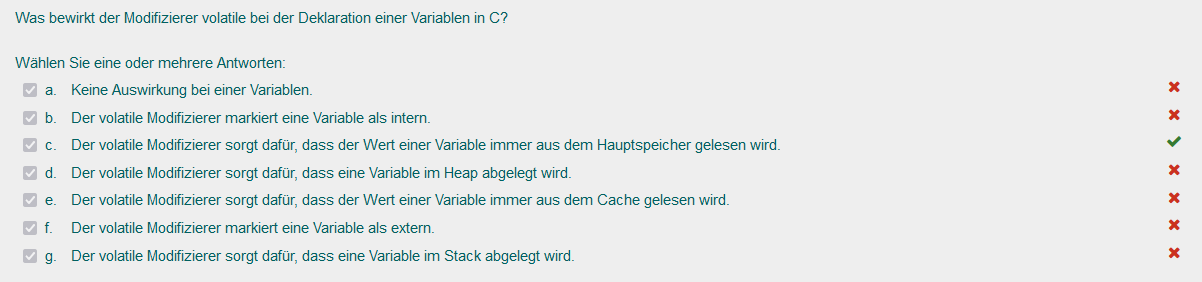 Was bewirkt der Modifizierer volatile bei der Deklaration einer Variablen in C?
Wählen Sie eine oder mehrere Antworten:
a. Keine Auswirkung bei einer Variablen.
b. Der volatile Modifizierer markiert eine Variable als intern.
c. Der volatile Modifizierer sorgt dafür, dass der Wert einer Variable immer aus dem Hauptspeicher gelesen wird.
d. Der volatile Modifizierer sorgt dafür, dass eine Variable im Heap abgelegt wird.
e. Der volatile Modifizierer sorgt dafür, dass der Wert einer Variable immer aus dem Cache gelesen wird.
f. Der volatile Modifizierer markiert eine Variable als extern.
g. Der volatile Modifizierer sorgt dafür, dass eine Variable im Stack abgelegt wird.